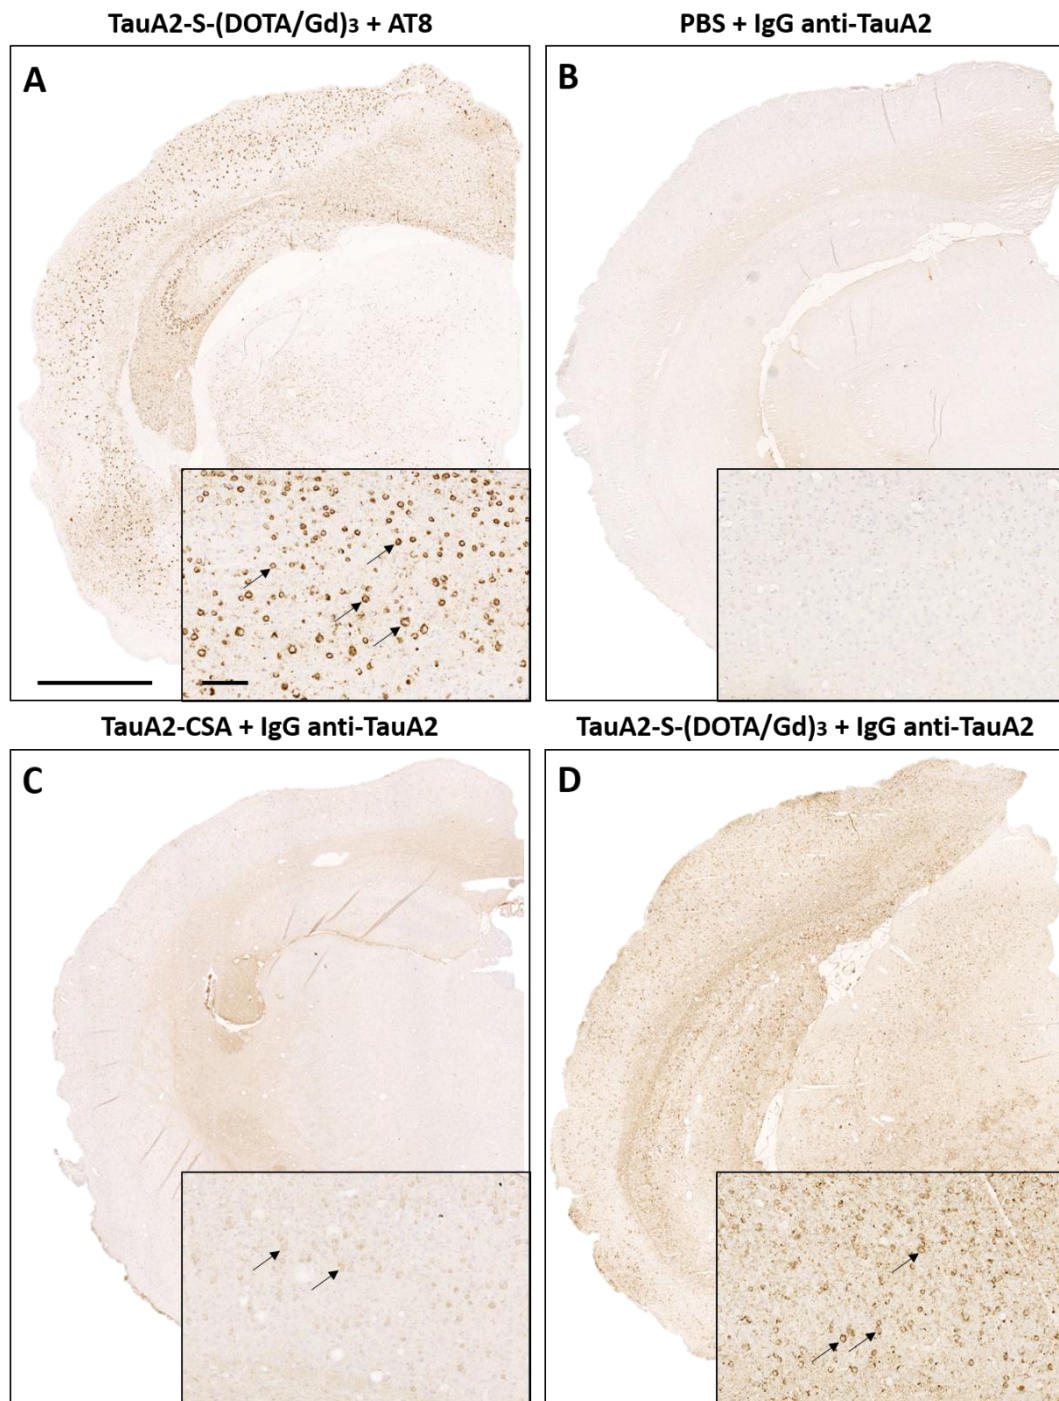 TauA2-S-(DOTA/Gd)₃ + AT8
PBS + IgG anti-TauA2
A
B
TauA2-CSA + IgG anti-TauA2
TauA2-S-(DOTA/Gd)₃ + IgG anti-TauA2
C
D